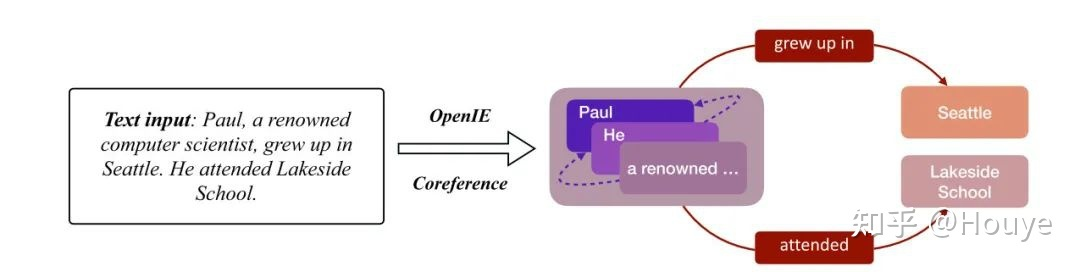 Text input: Paul, a renowned
computer scientist, grew up in
Seattle. He attended Lakeside
School.
OpenIE
Coreference
Paul
He
a renowned ...
grew up in
Seattle
Lakeside
School
attended
知乎 @Houye